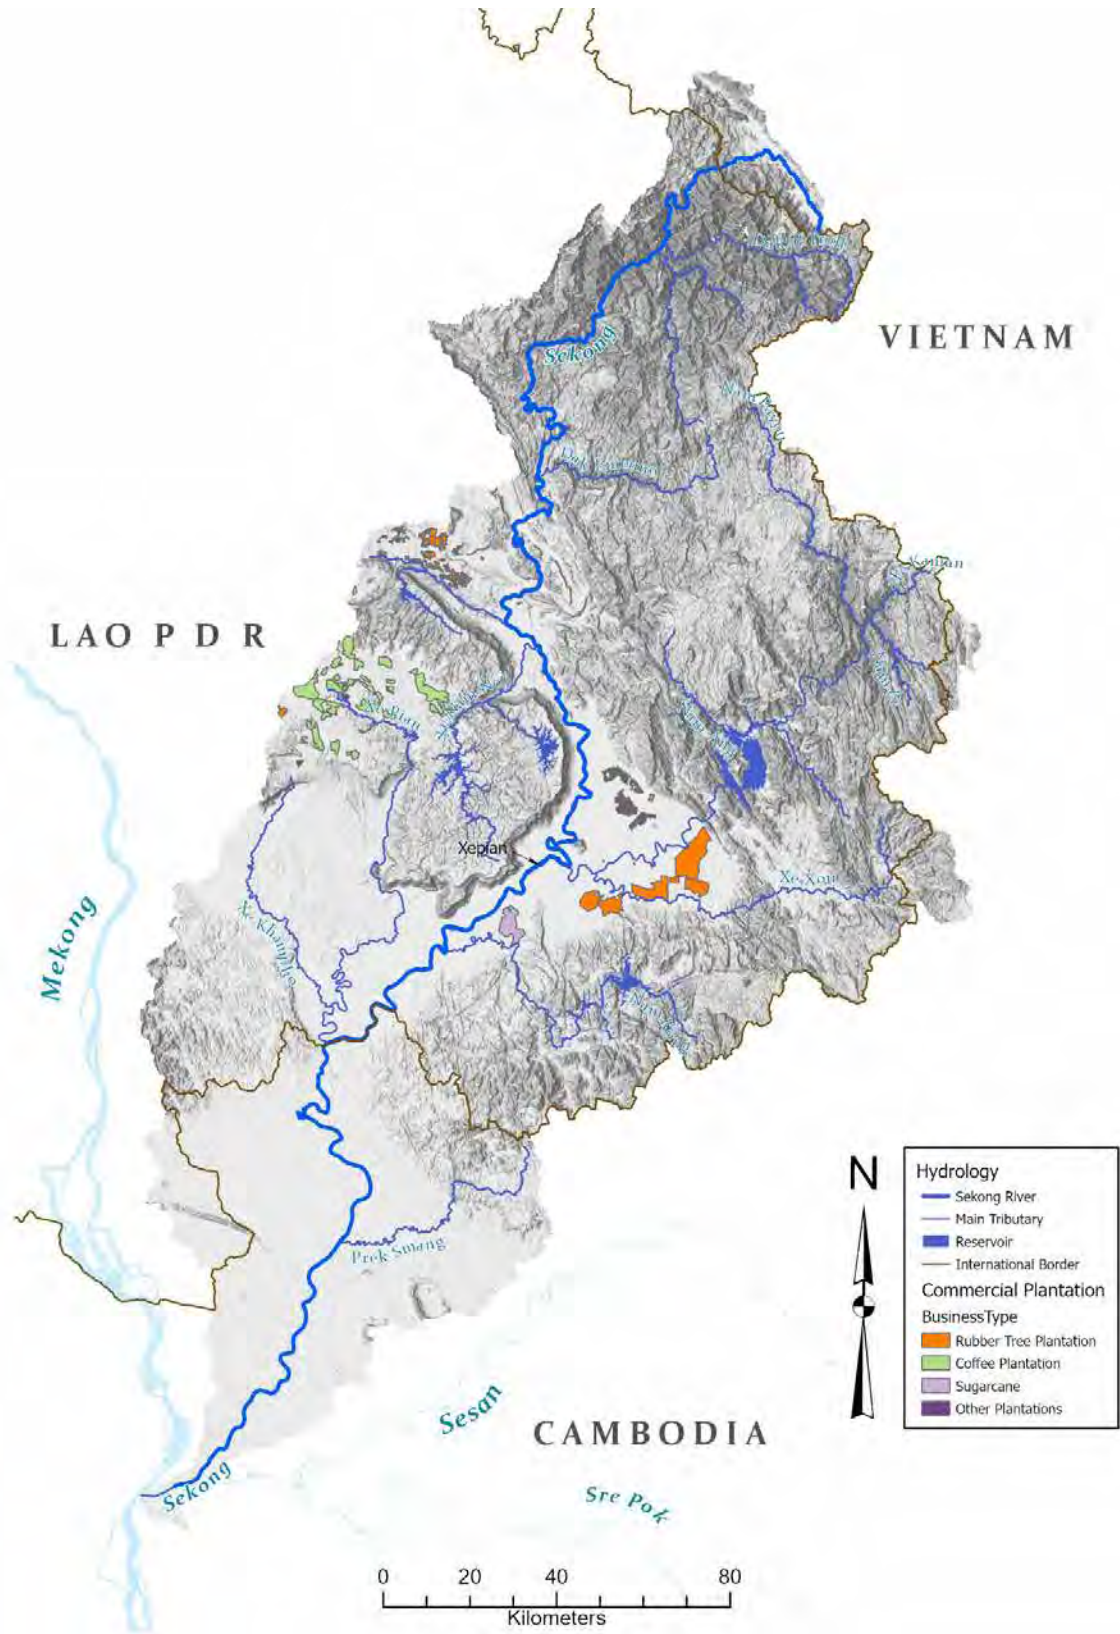 VIETNAM
Sekong
LAO P D R
Xe Pian
Xepian
Xe Xou
Xe Khampho
Mekong
Prek Smang
Sesan
CAMBODIA
Sre Pok
Sekong
N
Hydrology
Sekong River
Main Tributary
Reservoir
International Border
Commercial Plantation
BusinessType
Rubber Tree Plantation
Coffee Plantation
Sugarcane
Other Plantations
0 20 40 80
Kilometers